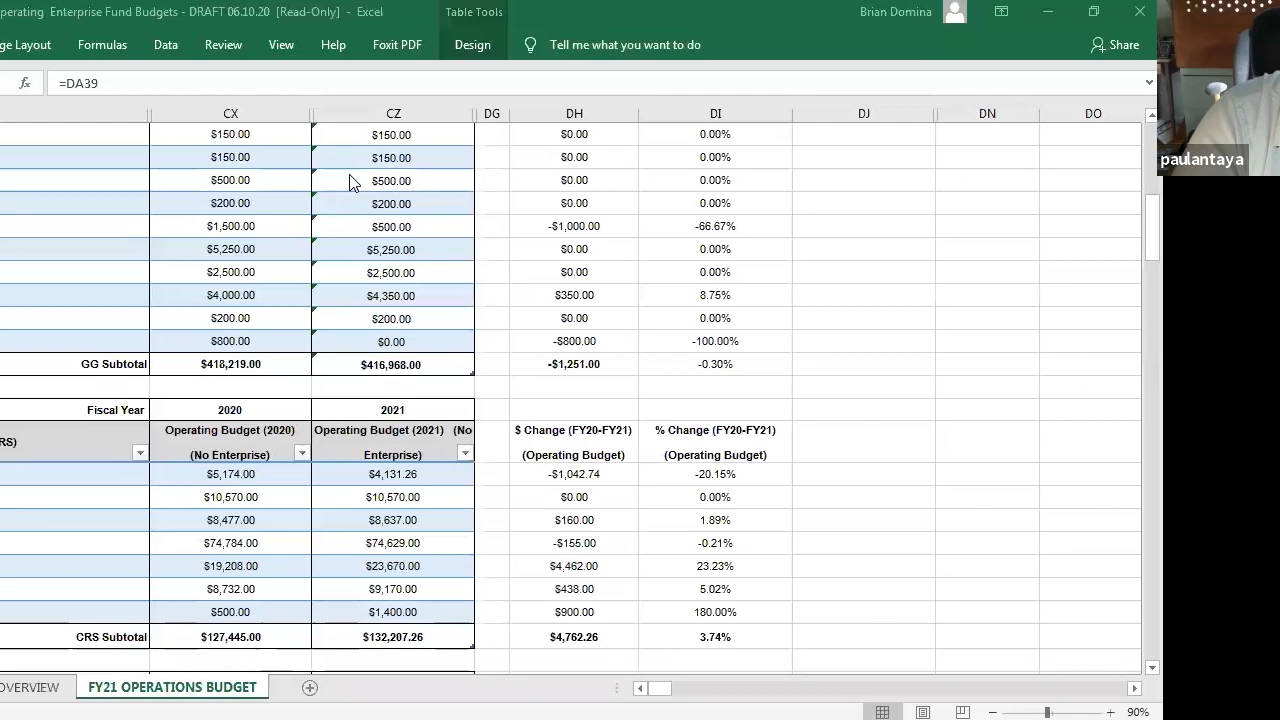 Operating Enterprise Fund Budgets - DRAFT 06.10.20 [Read-Only] - Excel Table Tools Brian Domina
ge Layout Formulas Data Review View Help Foxit PDF Design Tell me what you want to do Share
fx =DA39
CX CZ DG DH DI DJ DN DO
$150.00 $150.00 $0.00 0.00%
$150.00 $150.00 $0.00 0.00%
$500.00 $500.00 $0.00 0.00%
$200.00 $200.00 $0.00 0.00%
$1,500.00 $500.00 -$1,000.00 -66.67%
$5,250.00 $5,250.00 $0.00 0.00%
$2,500.00 $2,500.00 $0.00 0.00%
$4,000.00 $4,350.00 $350.00 8.75%
$200.00 $200.00 $0.00 0.00%
$800.00 $0.00 -$800.00 -100.00%
GG Subtotal $418,219.00 $416,968.00 -$1,251.00 -0.30%
Fiscal Year 2020 2021
RS) Operating Budget (2020) Operating Budget (2021) (No $ Change (FY20-FY21) % Change (FY20-FY21)
(No Enterprise) Enterprise) (Operating Budget) (Operating Budget)
$5,174.00 $4,131.26 -$1,042.74 -20.15%
$10,570.00 $10,570.00 $0.00 0.00%
$8,477.00 $8,637.00 $160.00 1.89%
$74,784.00 $74,629.00 -$155.00 -0.21%
$19,208.00 $23,670.00 $4,462.00 23.23%
$8,732.00 $9,170.00 $438.00 5.02%
$500.00 $1,400.00 $900.00 180.00%
CRS Subtotal $127,445.00 $132,207.26 $4,762.26 3.74%
OVERVIEW FY21 OPERATIONS BUDGET
90%
paulantaya